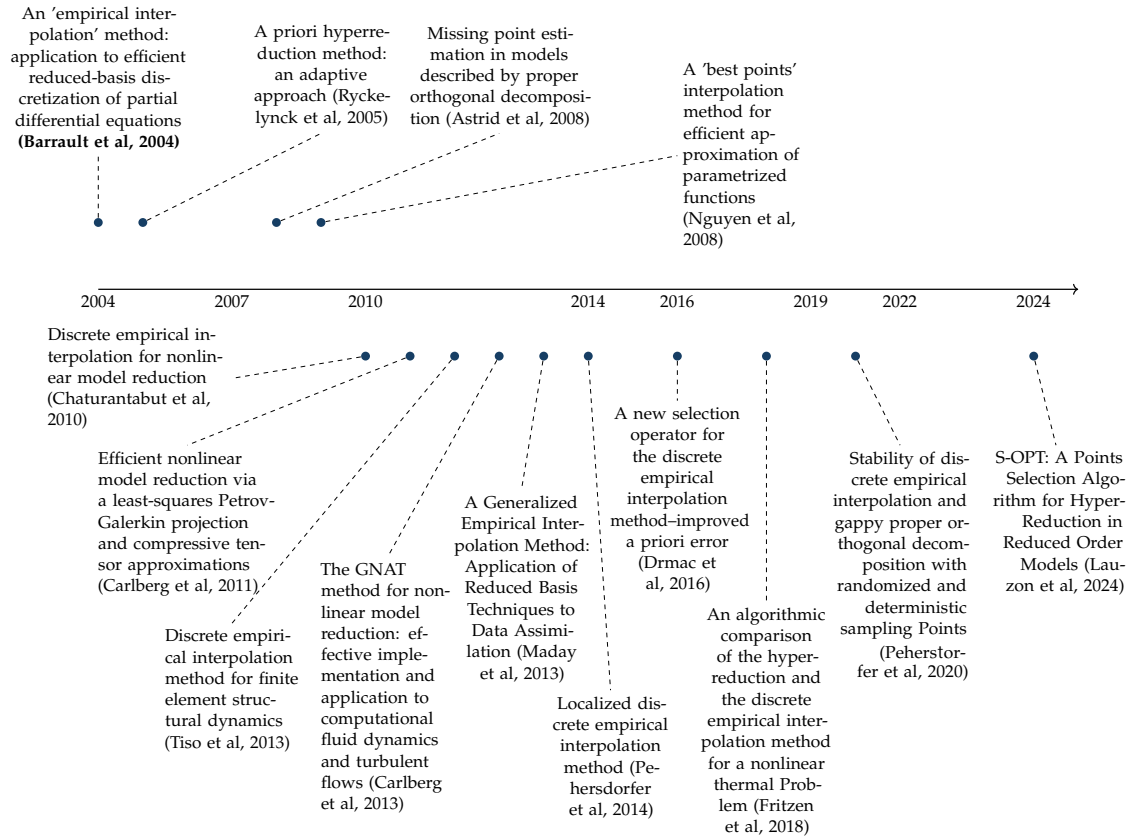 An 'empirical inter-
polation' method:
application to efficient
reduced-basis dis-
cretization of partial
differential equations
(Barrault et al, 2004)
A priori hyperre-
duction method:
an adaptive
approach (Rycke-
lynck et al, 2005)
Missing point esti-
mation in models
described by proper
orthogonal decomposi-
tion (Astrid et al, 2008)
A 'best points'
interpolation
method for
efficient ap-
proximation of
parametrized
functions
(Nguyen et al,
2008)
2004
2007
2010
2014
2016
2019
2022
2024
Discrete empirical in-
terpolation for nonlin-
ear model reduction
(Chaturantabut et al,
2010)
Efficient nonlinear
model reduction via
a least-squares Petrov-
Galerkin projection
and compressive ten-
sor approximations
(Carlberg et al, 2011)
Discrete empiri-
cal interpolation
method for finite
element struc-
tural dynamics
(Tiso et al, 2013)
The GNAT
method for non-
linear model
reduction: ef-
fective imple-
mentation and
application to
computational
fluid dynamics
and turbulent
flows (Carlberg
et al, 2013)
A Generalized
Empirical Inter-
polation Method:
Application of
Reduced Basis
Techniques to
Data Assimi-
lation (Maday
et al, 2013)
Localized dis-
crete empirical
interpolation
method (Pe-
hersdorfer
et al, 2014)
A new selection
operator for
the discrete
empirical
interpolation
method–improved
a priori error
(Drmac et
al, 2016)
An algorithmic
comparison
of the hyper-
reduction and
the discrete
empirical inter-
polation method
for a nonlinear
thermal Prob-
lem (Fritzen
et al, 2018)
Stability of dis-
crete empirical
interpolation and
gappy proper or-
thogonal decom-
position with
randomized and
deterministic
sampling Points
(Peherstor-
fer et al, 2020)
S-OPT: A Points
Selection Algo-
rithm for Hyper-
Reduction in
Reduced Order
Models (Lau-
zon et al, 2024)